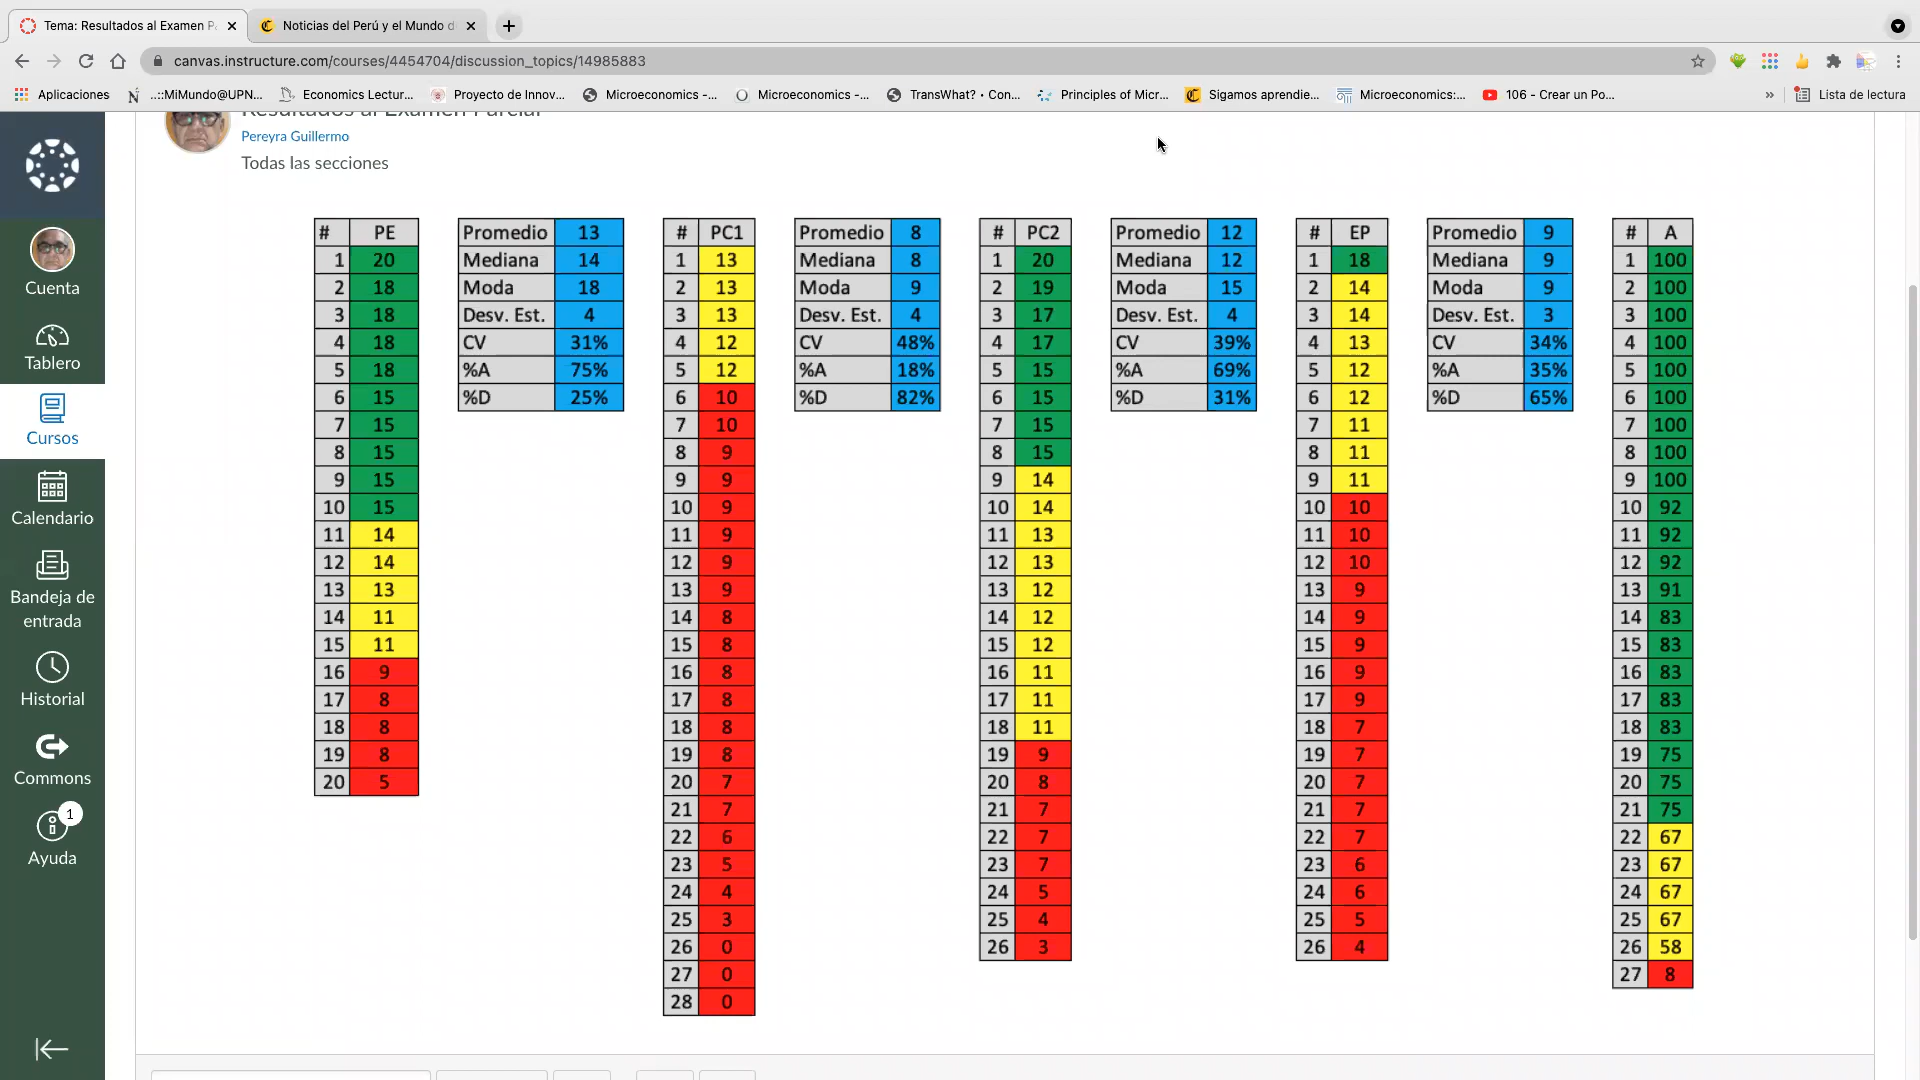 Tema: Resultados al Examen P
Noticias del Perú y el Mundo d
canvas.instructure.com/courses/4454704/discussion_topics/14985883
Aplicaciones
..::MiMundo@UPN...
Economics Lectur...
Proyecto de Innov...
Microeconomics -...
Microeconomics -...
TransWhat? • Con...
Principles of Micr...
Sigamos aprendie...
Microeconomics:...
106 - Crear un Po...
»
Lista de lectura
Resultados al Examen Parcial
Pereyra Guillermo
Todas las secciones
Cuenta
Tablero
Cursos
Calendario
Bandeja de
entrada
Historial
Commons
1
Ayuda
# PE Promedio 13 # PC1 Promedio 8 # PC2 Promedio 12 # EP Promedio 9 # A
1 20 Mediana 14 1 13 Mediana 8 1 20 Mediana 12 1 18 Mediana 9 1 100
2 18 Moda 18 2 13 Moda 9 2 19 Moda 15 2 14 Moda 9 2 100
3 18 Desv. Est. 4 3 13 Desv. Est. 4 3 17 Desv. Est. 4 3 14 Desv. Est. 3 3 100
4 18 CV 31% 4 12 CV 48% 4 17 CV 39% 4 13 CV 34% 4 100
5 18 %A 75% 5 12 %A 18% 5 15 %A 69% 5 12 %A 35% 5 100
6 15 %D 25% 6 10 %D 82% 6 15 %D 31% 6 12 %D 65% 6 100
7 15 7 10 7 15 7 11 7 100
8 15 8 9 8 15 8 11 8 100
9 15 9 9 9 14 9 11 9 100
10 15 10 9 10 14 10 10 10 92
11 14 11 9 11 13 11 10 11 92
12 14 12 9 12 13 12 10 12 92
13 13 13 9 13 12 13 9 13 91
14 11 14 8 14 12 14 9 14 83
15 11 15 8 15 12 15 9 15 83
16 9 16 8 16 11 16 9 16 83
17 8 17 8 17 11 17 9 17 83
18 8 18 8 18 11 18 7 18 83
19 8 19 8 19 9 19 7 19 75
20 5 20 7 20 8 20 7 20 75
21 7 21 7 21 7 21 75
22 6 22 7 22 7 22 67
23 5 23 7 23 6 23 67
24 4 24 5 24 6 24 67
25 3 25 4 25 5 25 67
26 0 26 3 26 4 26 58
27 0 27 8
28 0